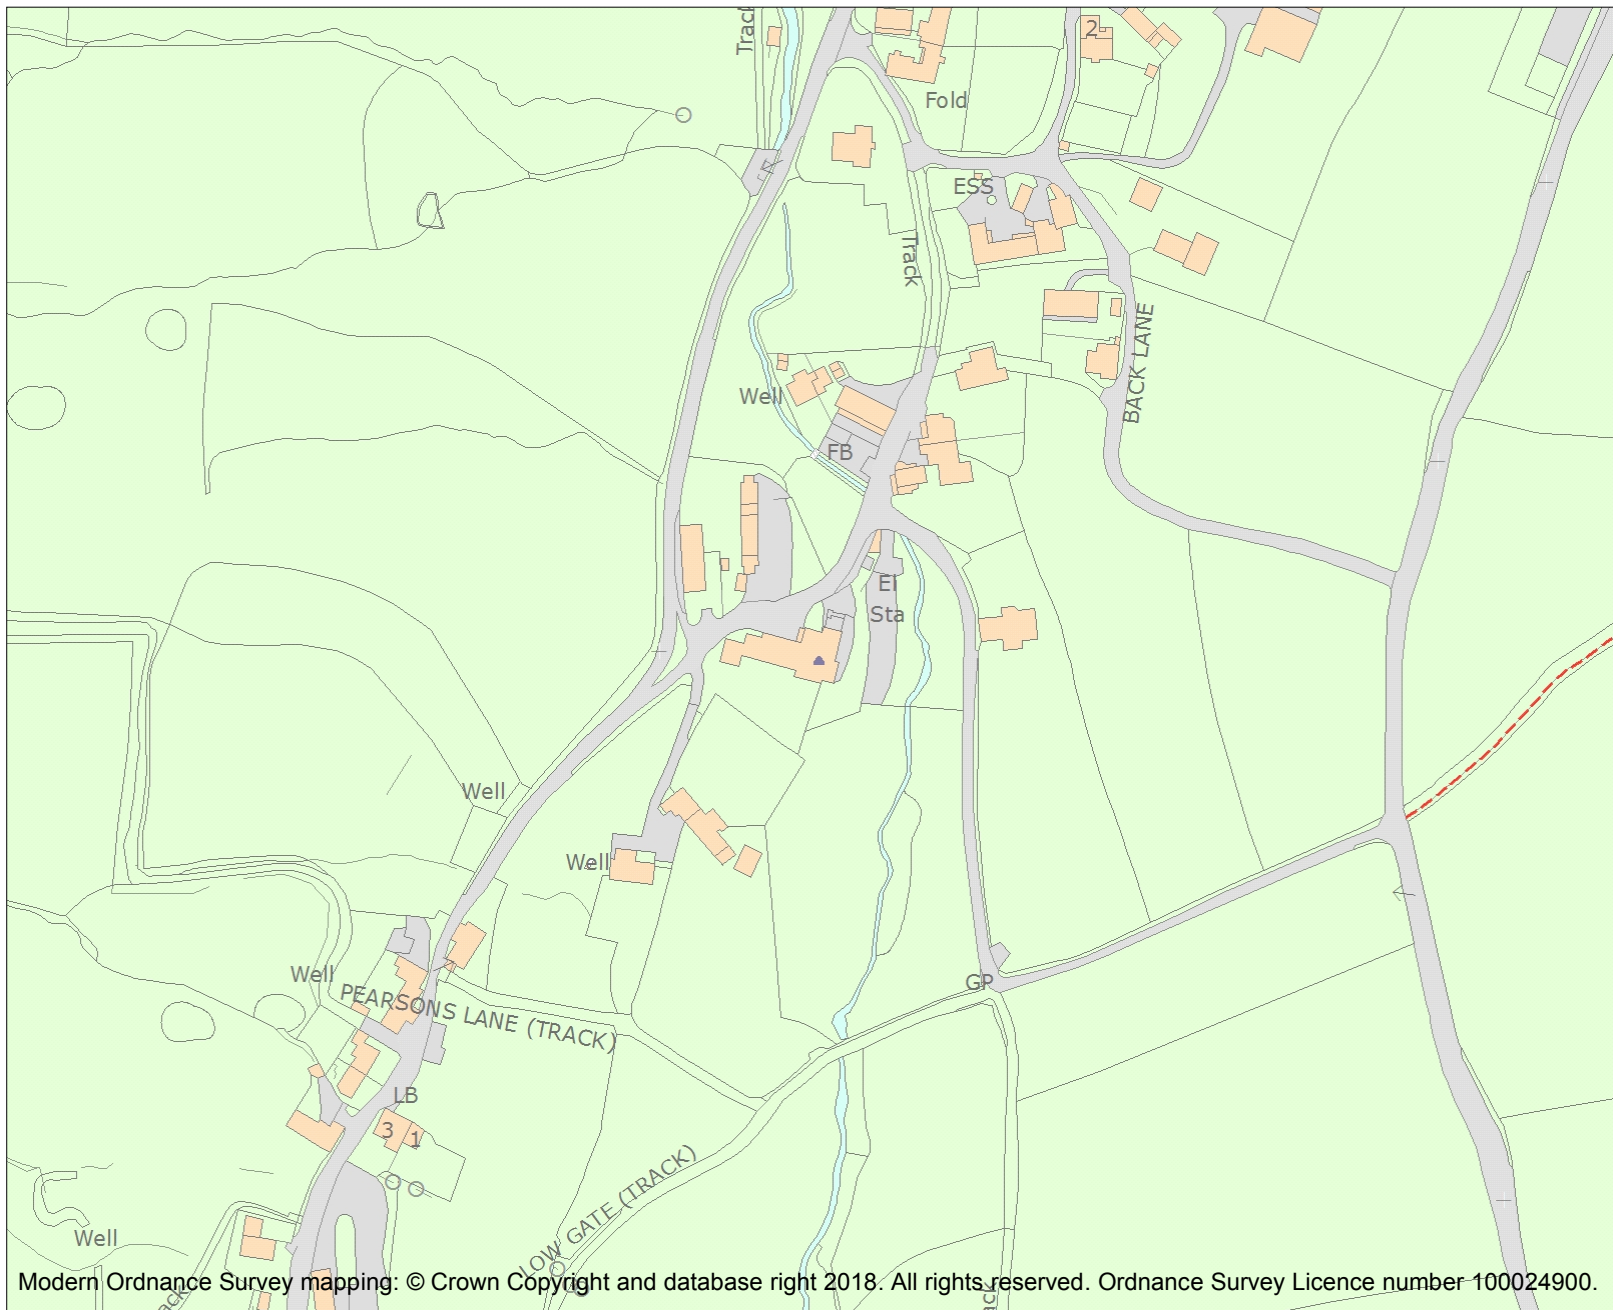 Track
2
Fold
ESS
Track
BACK LANE
Well
FB
El
Sta
Well
Well
Well
PEARSONS LANE (TRACK)
GP
LB
3
1
LOW GATE (TRACK)
Well
Modern Ordnance Survey mapping: © Crown Copyright and database right 2018. All rights reserved. Ordnance Survey Licence number 100024900.